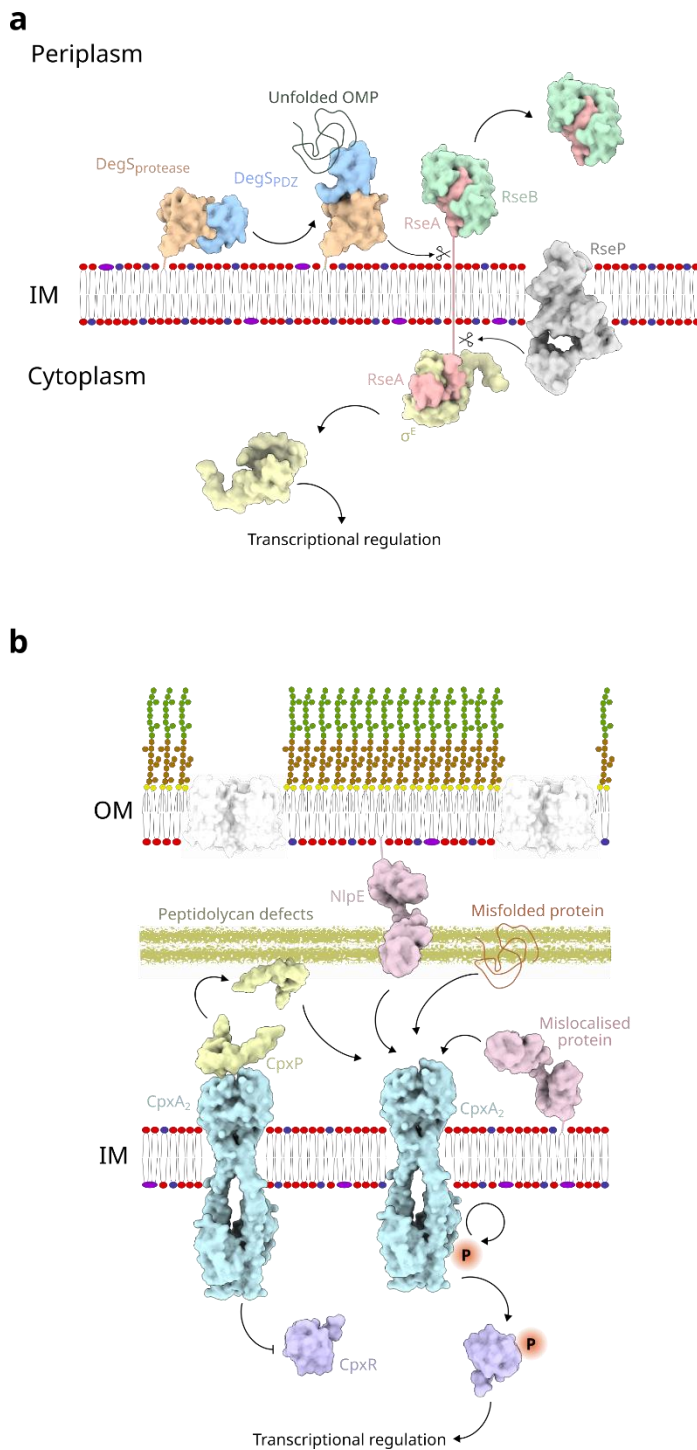 a
Periplasm
Unfolded OMP
DegSprotease
DegSPDZ
RseA
RseB
RseP
IM
Cytoplasm
RseA
σE
Transcriptional regulation
b
OM
NlpE
Peptidolycan defects
Misfolded protein
Mislocalised
protein
CpxP
CpxA2
CpxA2
IM
P
P
CpxR
Transcriptional regulation